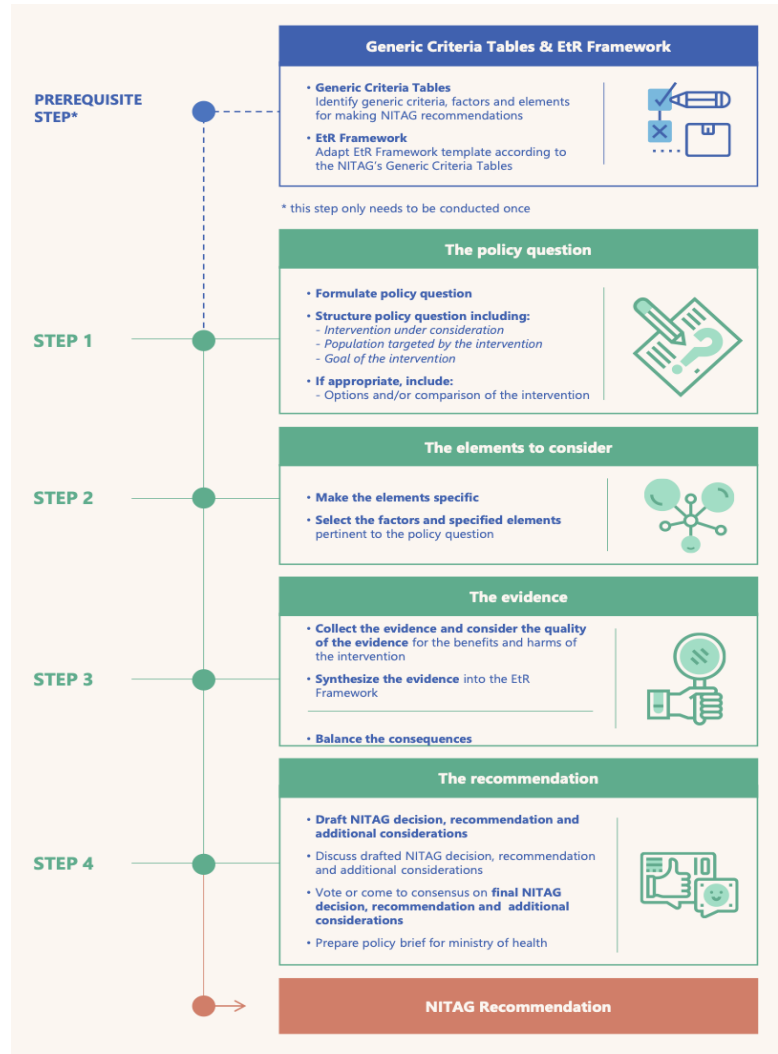 Generic Criteria Tables & EtR Framework
PREREQUISITE
STEP*
• Generic Criteria Tables
Identify generic criteria, factors and elements
for making NITAG recommendations
• EtR Framework
Adapt EtR Framework template according to
the NITAG's Generic Criteria Tables
* this step only needs to be conducted once
The policy question
STEP 1
• Formulate policy question
• Structure policy question including:
- Intervention under consideration
- Population targeted by the intervention
- Goal of the intervention
• If appropriate, include:
- Options and/or comparison of the intervention
The elements to consider
STEP 2
• Make the elements specific
• Select the factors and specified elements
pertinent to the policy question
The evidence
STEP 3
• Collect the evidence and consider the quality
of the evidence for the benefits and harms of
the intervention
• Synthesize the evidence into the EtR
Framework
• Balance the consequences
The recommendation
STEP 4
• Draft NITAG decision, recommendation and
additional considerations
• Discuss drafted NITAG decision, recommendation
and additional considerations
• Vote or come to consensus on final NITAG
decision, recommendation and additional
considerations
• Prepare policy brief for ministry of health
NITAG Recommendation